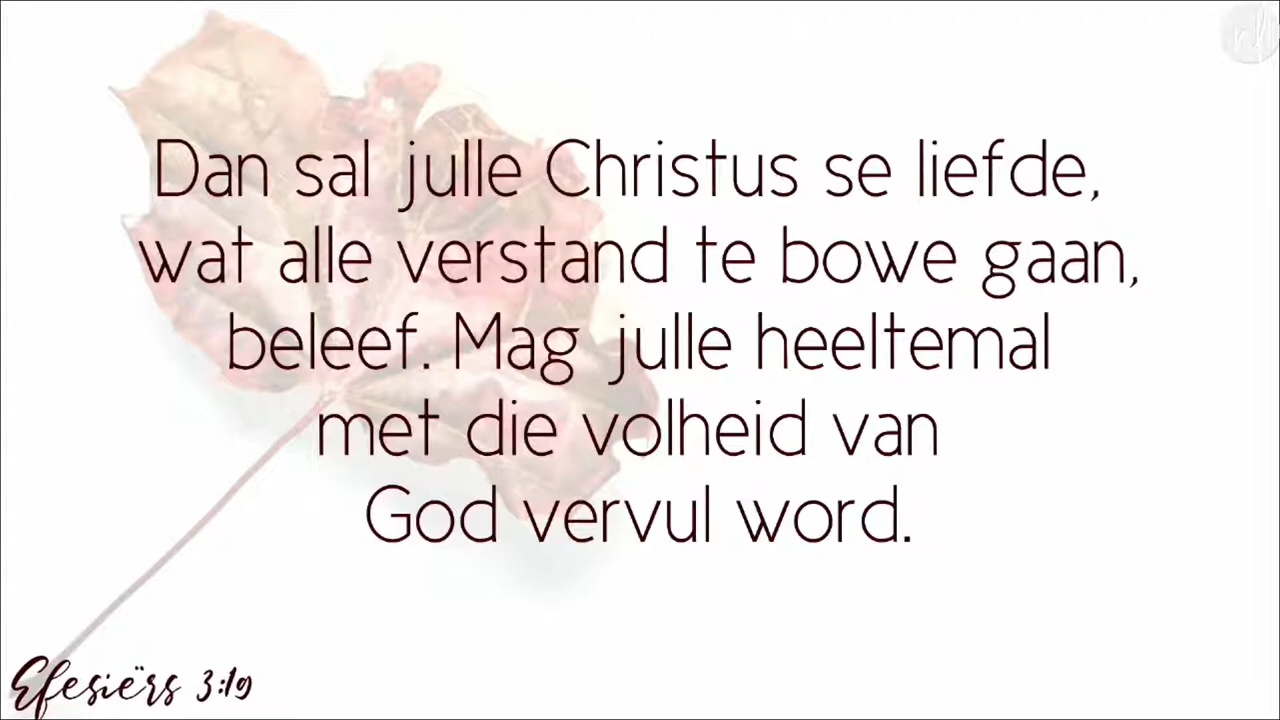 Dan sal julle Christus se liefde,
wat alle verstand te bowe gaan,
beleef. Mag julle heeltemal
met die volheid van
God vervul word.
Efesiërs 3:19